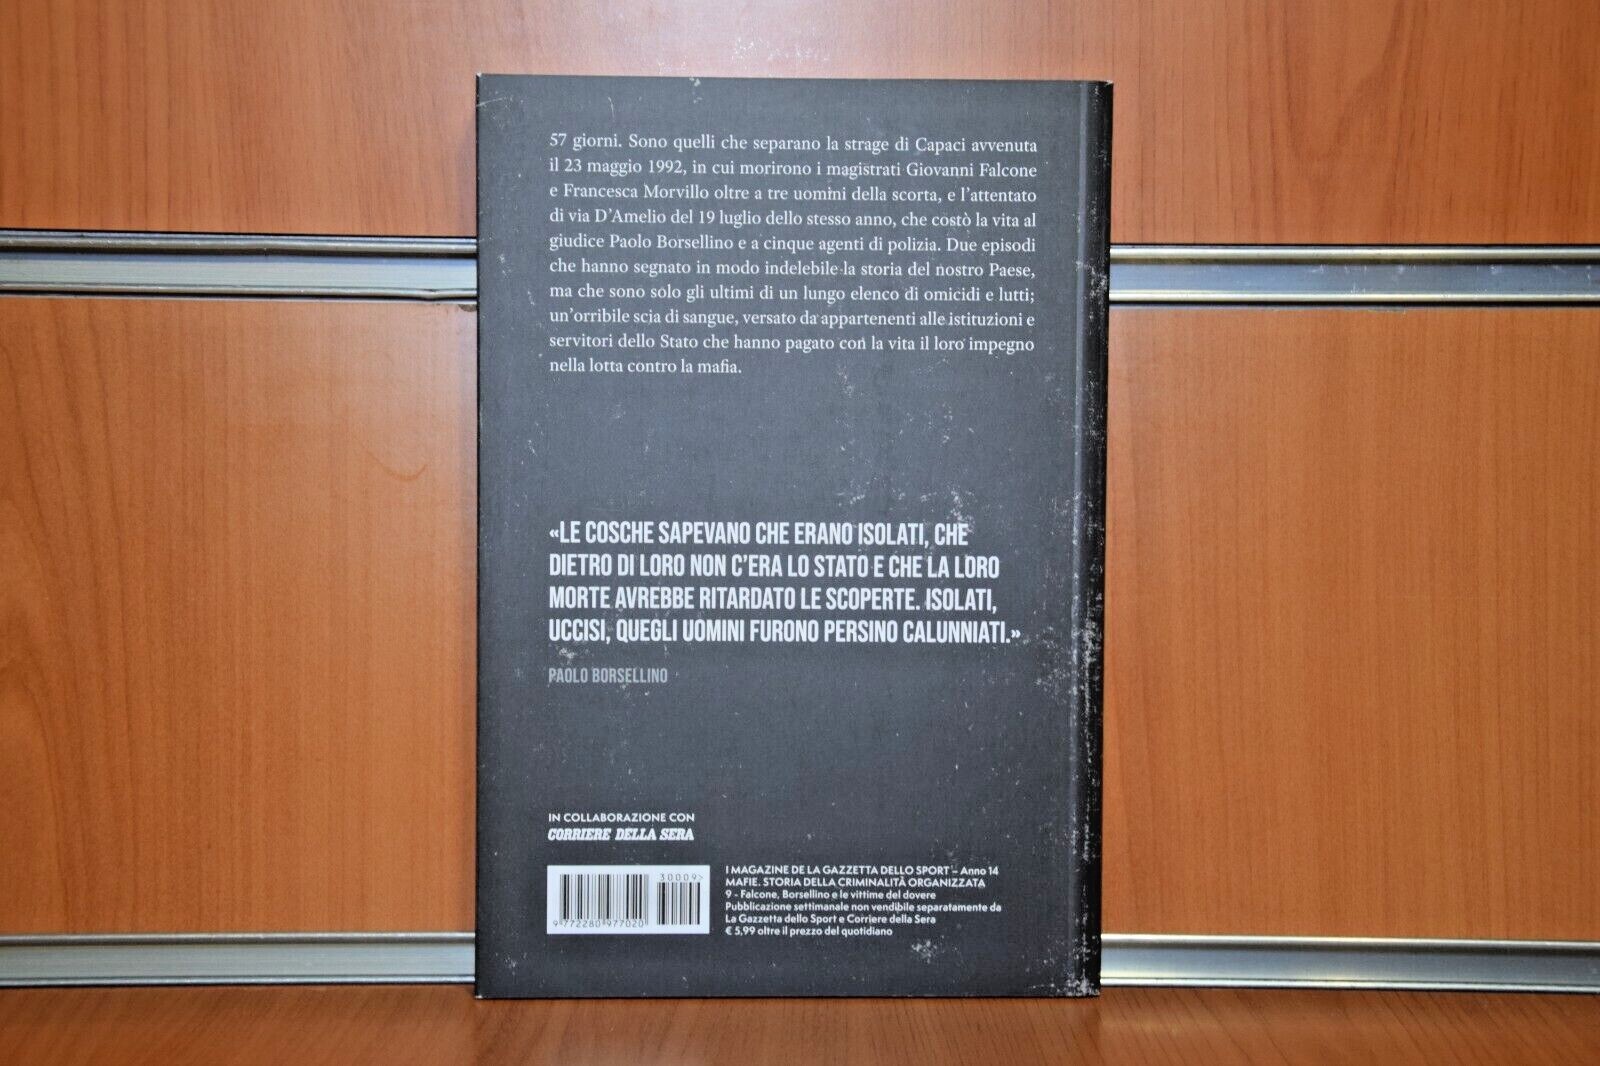 57 giorni. Sono quelli che separano la strage di Capaci avvenuta
il 23 maggio 1992, in cui morirono i magistrati Giovanni Falcone
e Francesca Morvillo oltre a tre uomini della scorta, e l'attentato
di via D'Amelio del 19 luglio dello stesso anno, che costò la vita al
giudice Paolo Borsellino e a cinque agenti di polizia. Due episodi
che hanno segnato in modo indelebile la storia del nostro Paese,
ma che sono solo gli ultimi di un lungo elenco di omicidi e lutti;
un'orribile scia di sangue, versato da appartenenti alle istituzioni e
servitori dello Stato che hanno pagato con la vita il loro impegno
nella lotta contro la mafia.
«LE COSCHE SAPEVANO CHE ERANO ISOLATI, CHE
DIETRO DI LORO NON C'ERA LO STATO E CHE LA LORO
MORTE AVREBBE RITARDATO LE SCOPERTE. ISOLATI,
UCCISI, QUEGLI UOMINI FURONO PERSINO CALUNNIATI.»
PAOLO BORSELLINO
IN COLLABORAZIONE CON
CORRIERE DELLA SERA
30009>
9 772280 977020
I MAGAZINE DE LA GAZZETTA DELLO SPORT – Anno 14
MAFIE. STORIA DELLA CRIMINALITÀ ORGANIZZATA
9 - Falcone, Borsellino e le vittime del dovere
Pubblicazione settimanale non vendibile separatamente da
La Gazzetta dello Sport e Corriere della Sera
€ 5,99 oltre il prezzo del quotidiano